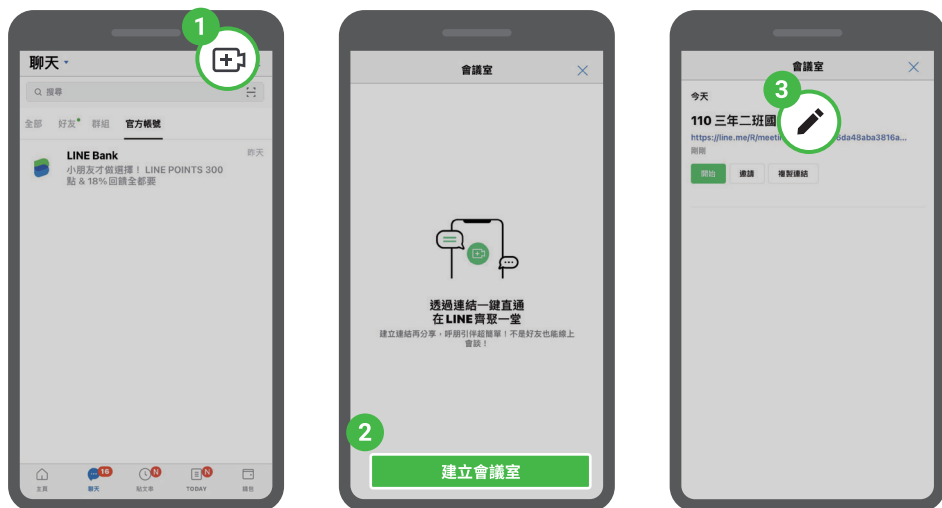 1
聊天
搜尋
全部 好友 群組 官方帳號
LINE Bank 昨天
小朋友才做選擇！ LINE POINTS 300
點 & 18%回饋全都要
16 N N
主頁 聊天 貼文串 TODAY 錢包
會議室
透過連結一鍵直通
在LINE齊聚一堂
建立連結再分享，呼朋引伴超簡單！不是好友也能線上
會談！
2
建立會議室
會議室
3
今天
110 三年二班國
https://line.me/R/meetin 6da48aba3816a...
剛剛
開始 邀請 複製連結